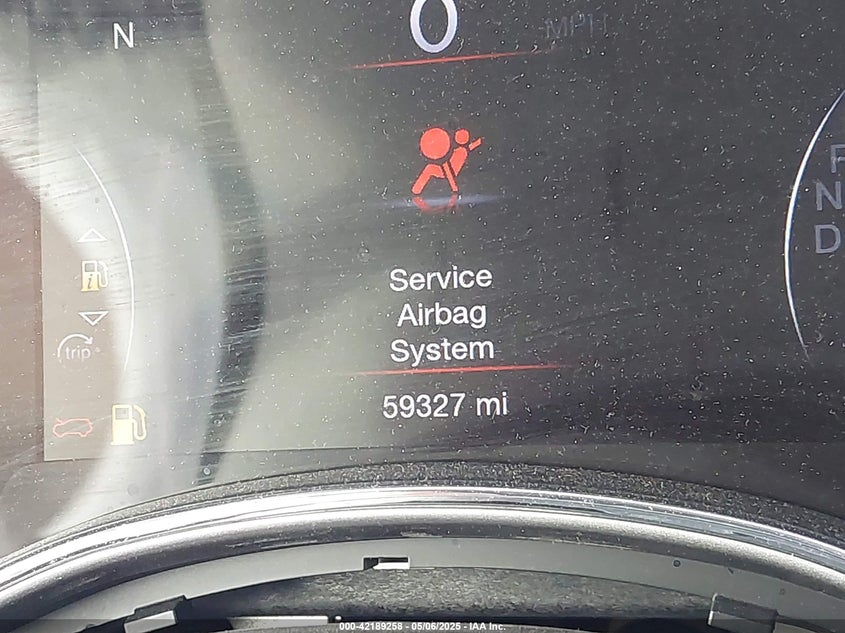 N
0
MPH
F
N
D
i
trip
Service
Airbag
System
59327 mi
000-42189258 - 05/06/2025 - IAA Inc.